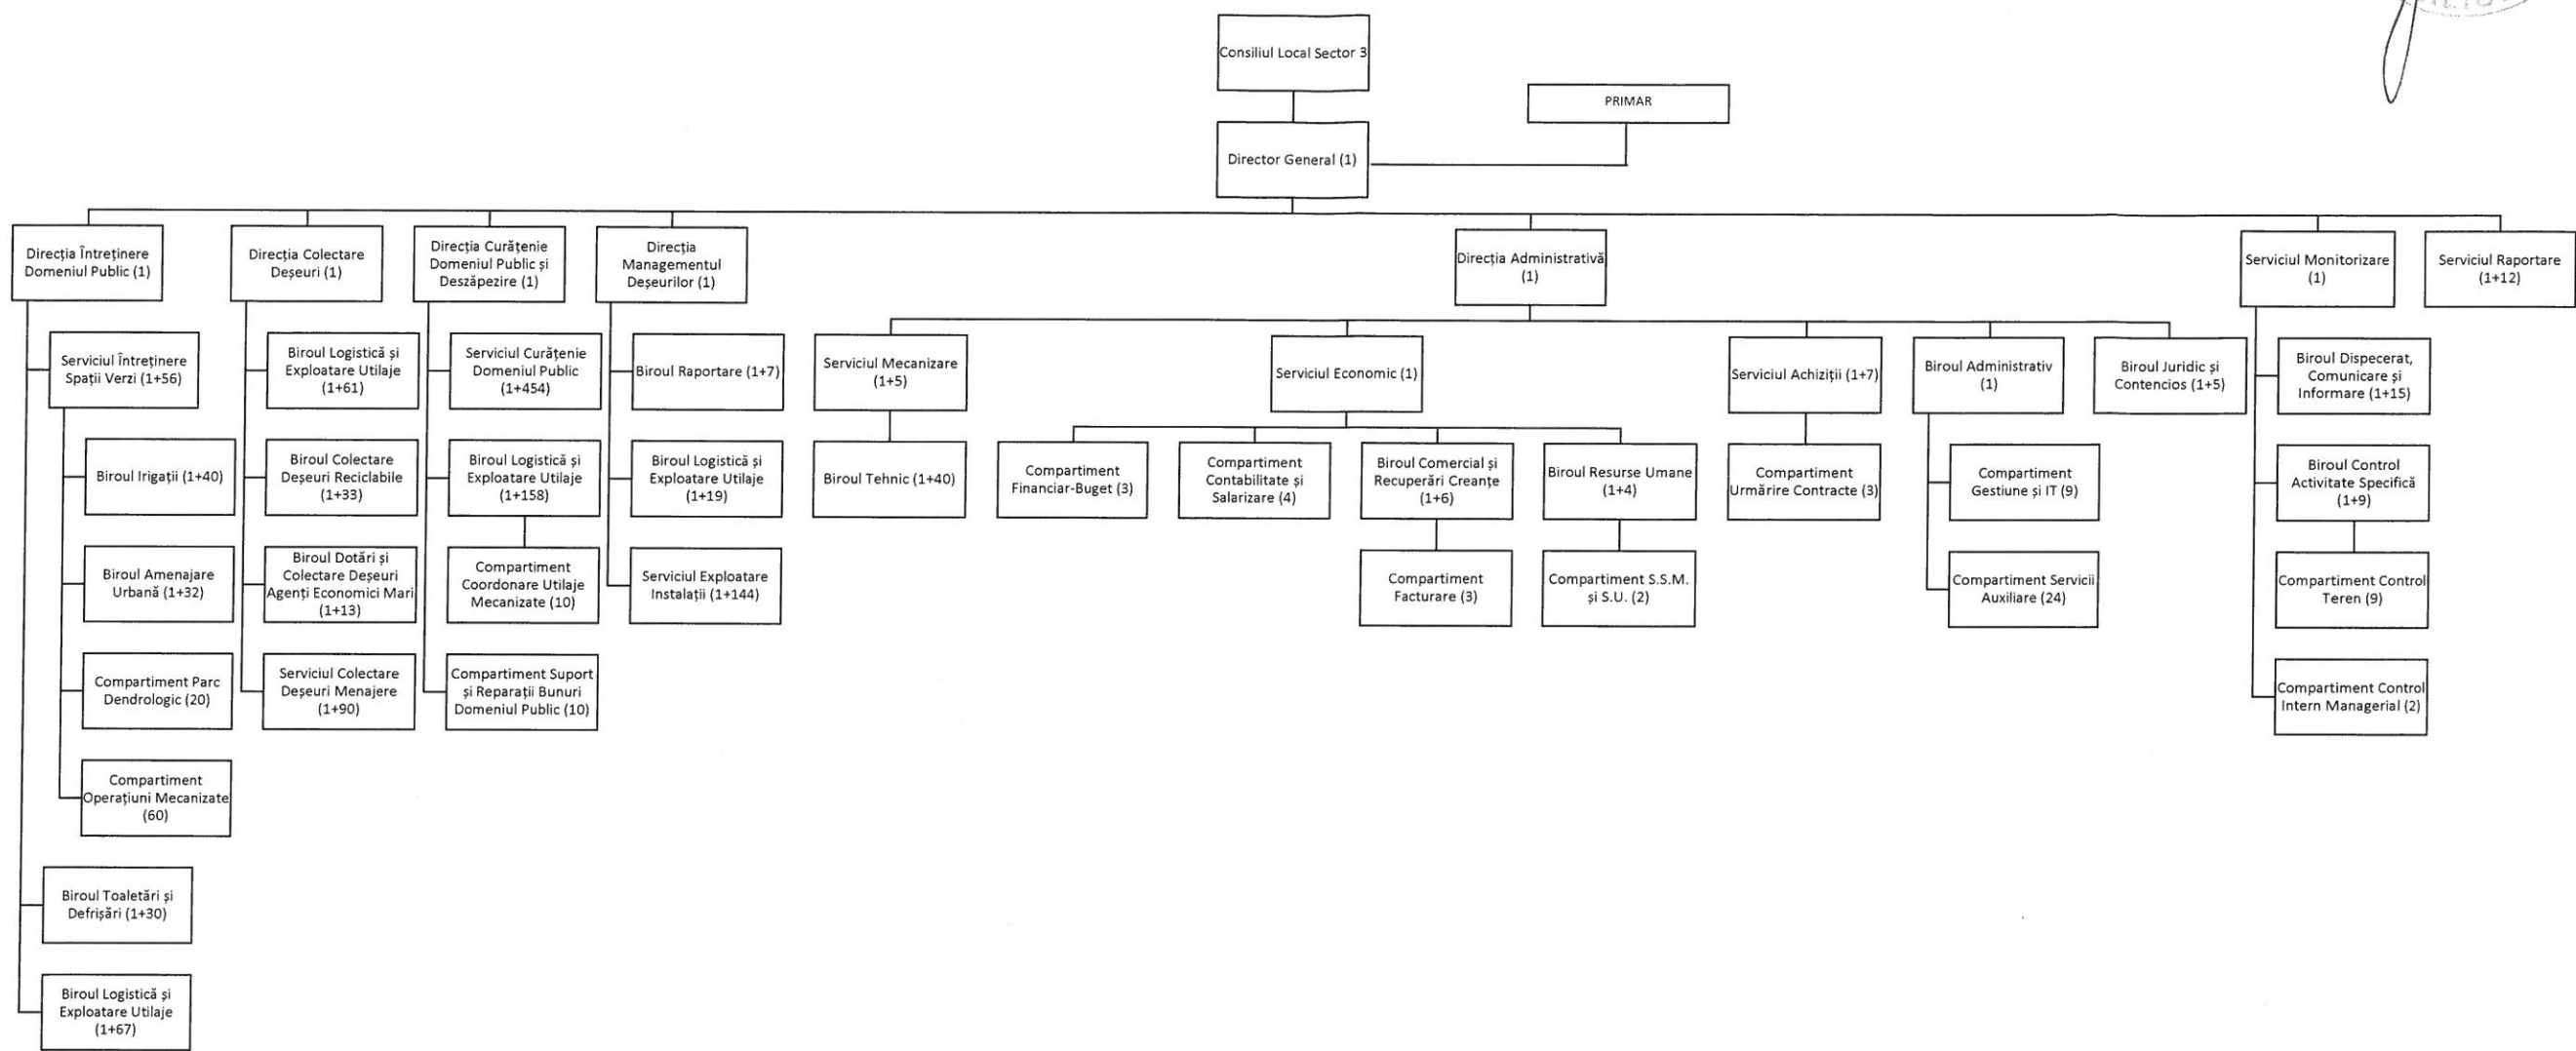 Consiliul Local Sector 3
PRIMAR
Director General (1)
Direcția Întreținere
Domeniul Public (1)
Direcția Colectare
Deșeuri (1)
Direcția Curățenie
Domeniul Public și
Deszăpezire (1)
Direcția
Managementul
Deșeurilor (1)
Direcția Administrativă
(1)
Serviciul Monitorizare
(1)
Serviciul Raportare
(1+12)
Serviciul Întreținere
Spații Verzi (1+56)
Biroul Irigații (1+40)
Biroul Amenajare
Urbană (1+32)
Compartiment Parc
Dendrologic (20)
Compartiment
Operațiuni Mecanizate
(60)
Biroul Toaletări și
Defrișări (1+30)
Biroul Logistică și
Exploatare Utilaje
(1+67)
Biroul Logistică și
Exploatare Utilaje
(1+61)
Biroul Colectare
Deșeuri Reciclabile
(1+33)
Biroul Dotări și
Colectare Deșeuri
Agenți Economici Mari
(1+13)
Serviciul Colectare
Deșeuri Menajere
(1+90)
Serviciul Curățenie
Domeniul Public
(1+454)
Biroul Logistică și
Exploatare Utilaje
(1+158)
Compartiment
Coordonare Utilaje
Mecanizate (10)
Compartiment Suport
și Reparații Bunuri
Domeniul Public (10)
Biroul Raportare (1+7)
Biroul Logistică și
Exploatare Utilaje
(1+19)
Serviciul Exploatare
Instalații (1+144)
Serviciul Mecanizare
(1+5)
Biroul Tehnic (1+40)
Serviciul Economic (1)
Compartiment
Financiar-Buget (3)
Compartiment
Contabilitate și
Salarizare (4)
Biroul Comercial și
Recuperări Creanțe
(1+6)
Compartiment
Facturare (3)
Biroul Resurse Umane
(1+4)
Compartiment S.S.M.
și S.U. (2)
Serviciul Achiziții (1+7)
Compartiment
Urmărire Contracte (3)
Biroul Administrativ
(1)
Compartiment
Gestiune și IT (9)
Compartiment Servicii
Auxiliare (24)
Biroul Juridic și
Contencios (1+5)
Biroul Dispecerat,
Comunicare și
Informare (1+15)
Biroul Control
Activitate Specifică
(1+9)
Compartiment Control
Teren (9)
Compartiment Control
Intern Managerial (2)